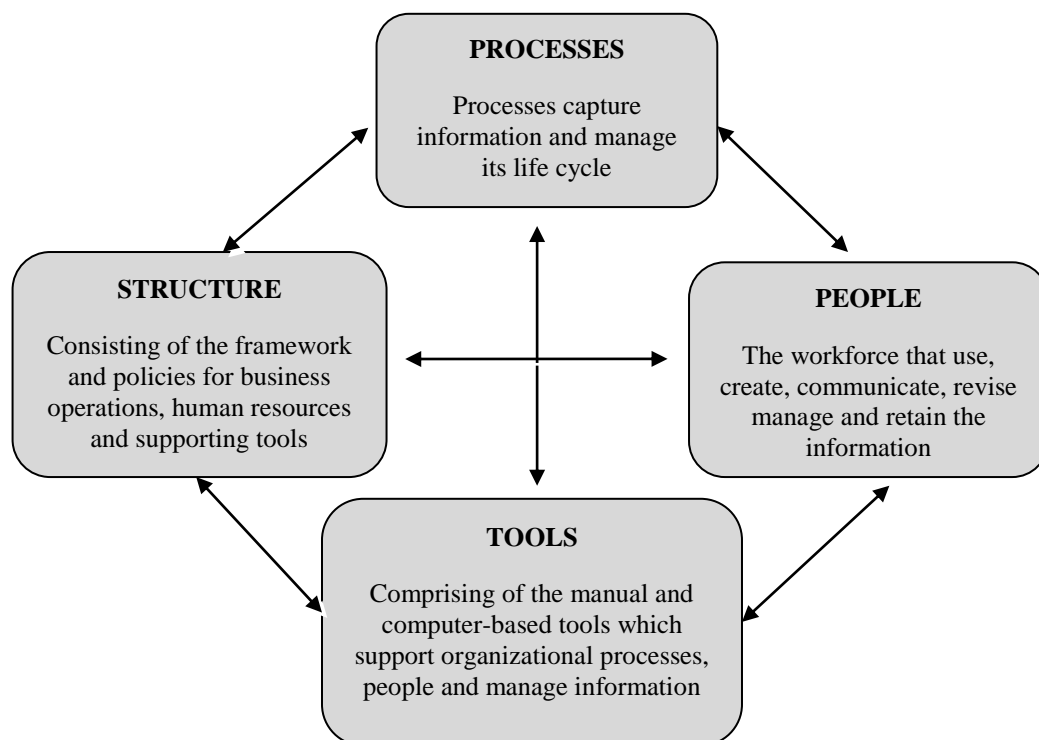 PROCESSES
Processes capture
information and manage
its life cycle
STRUCTURE
Consisting of the framework
and policies for business
operations, human resources
and supporting tools
PEOPLE
The workforce that use,
create, communicate, revise
manage and retain the
information
TOOLS
Comprising of the manual and
computer-based tools which
support organizational processes,
people and manage information